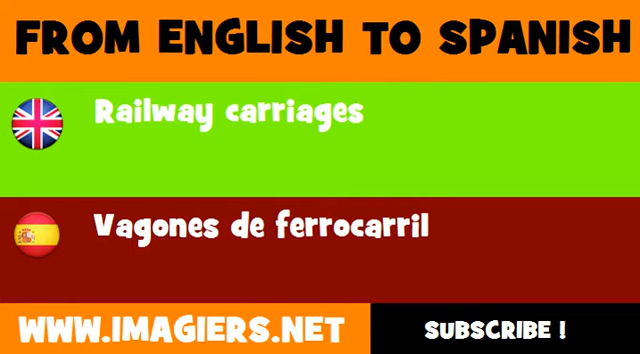 FROM ENGLISH TO SPANISH
Railway carriages
Vagones de ferrocarril
WWW.IMAGIERS.NET
SUBSCRIBE !